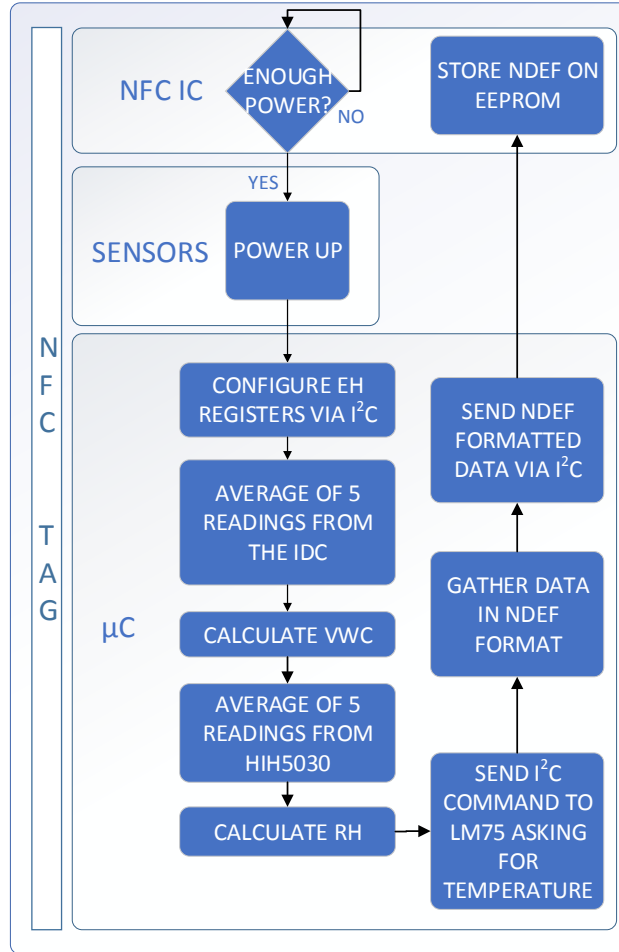 NFC TAG
NFC IC
ENOUGH
POWER?
NO
YES
SENSORS
POWER UP
µC
CONFIGURE EH
REGISTERS VIA I²C
AVERAGE OF 5
READINGS FROM
THE IDC
CALCULATE VWC
AVERAGE OF 5
READINGS FROM
HIH5030
CALCULATE RH
SEND I²C
COMMAND TO
LM75 ASKING
FOR
TEMPERATURE
GATHER DATA
IN NDEF
FORMAT
SEND NDEF
FORMATTED
DATA VIA I²C
STORE NDEF ON
EEPROM